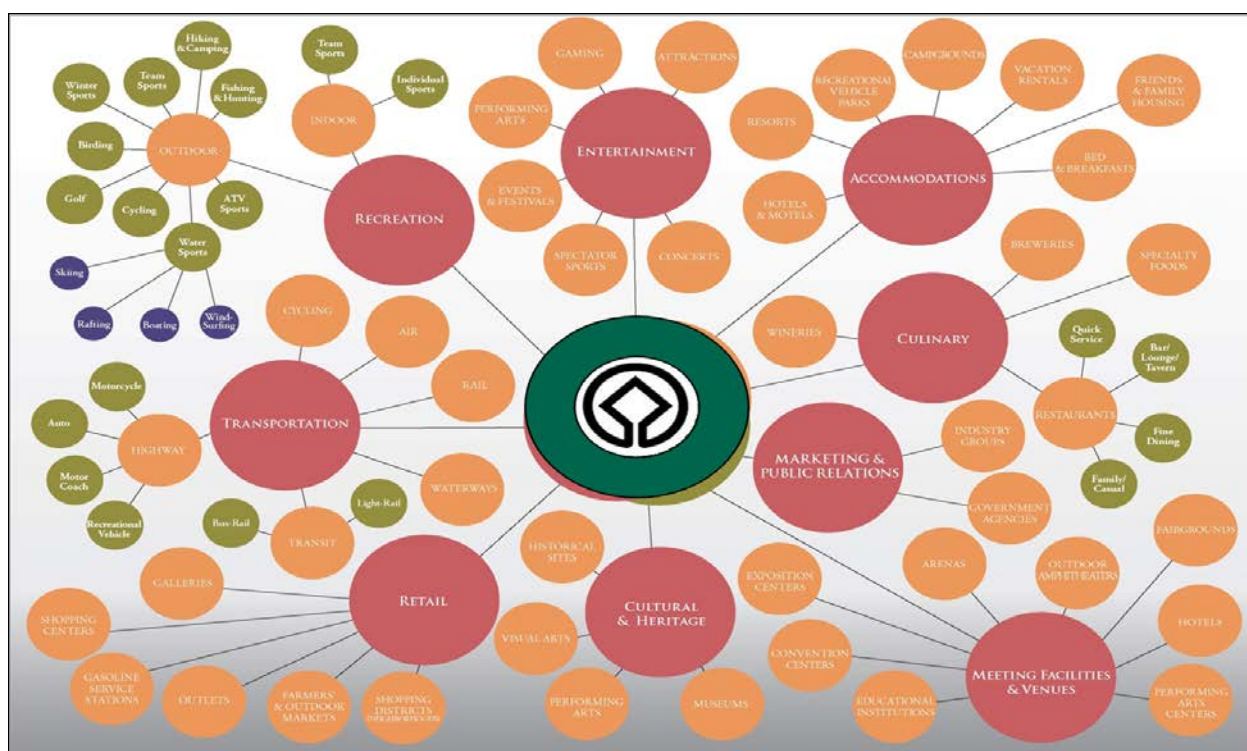 Hiking
& Camping
Team
Sports
Winter
Sports
Fishing
& Hunting
OUTDOOR
Birding
Golf
Cycling
ATV
Sports
Water
Sports
Skiing
Rafting
Boating
Wind-
Surfing
Team
Sports
Individual
Sports
INDOOR
RECREATION
GAMING
ATTRACTIONS
PERFORMING
ARTS
ENTERTAINMENT
EVENTS
& FESTIVALS
SPECTATOR
SPORTS
CONCERTS
CAMPGROUNDS
RECREATIONAL
VEHICLE
PARKS
VACATION
RENTALS
FRIENDS
& FAMILY
HOUSING
RESORTS
BED
& BREAKFASTS
ACCOMMODATIONS
HOTELS
& MOTELS
BREWERIES
SPECIALTY
FOODS
WINERIES
CULINARY
Quick
Service
Bar/
Lounge/
Tavern
RESTAURANTS
Fine
Dining
Family/
Casual
CYCLING
AIR
RAIL
TRANSPORTATION
Motorcycle
Auto
HIGHWAY
Motor
Coach
Recreational
Vehicle
WATERWAYS
Light-Rail
Bus-Rail
TRANSIT
INDUSTRY
GROUPS
MARKETING &
PUBLIC RELATIONS
GOVERNMENT
AGENCIES
GALLERIES
RETAIL
SHOPPING
CENTERS
GASOLINE
SERVICE
STATIONS
OUTLETS
FARMERS'
& OUTDOOR
MARKETS
SHOPPING
DISTRICTS
HISTORICAL
SITES
CULTURAL
& HERITAGE
VISUAL ARTS
PERFORMING
ARTS
MUSEUMS
EXPOSITION
CENTERS
ARENAS
OUTDOOR
AMPHITHEATERS
FAIRGROUNDS
CONVENTION
CENTERS
HOTELS
MEETING FACILITIES
& VENUES
EDUCATIONAL
INSTITUTIONS
PERFORMING
ARTS
CENTERS